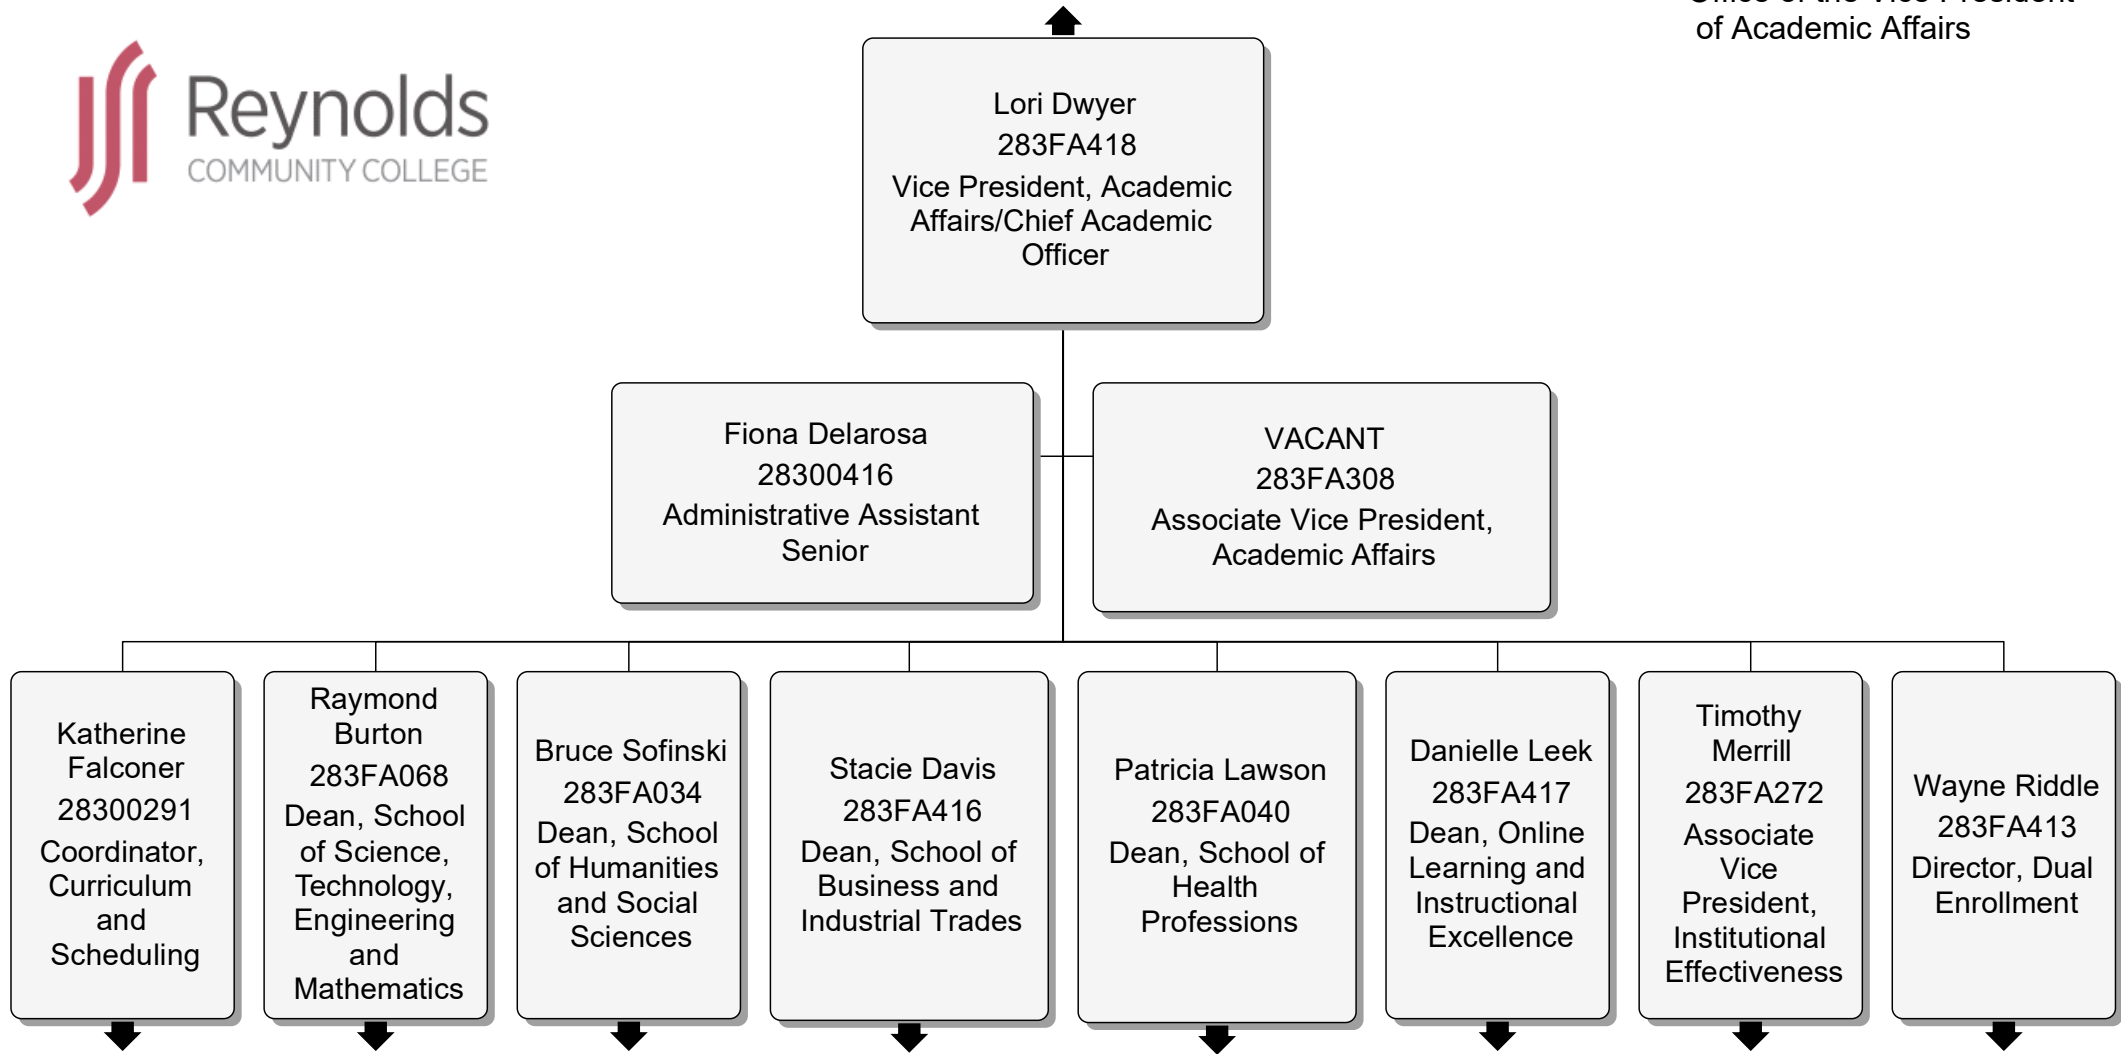 Office of the Vice President
of Academic Affairs
Reynolds
COMMUNITY COLLEGE
Lori Dwyer
283FA418
Vice President, Academic
Affairs/Chief Academic
Officer
Fiona Delarosa
28300416
Administrative Assistant
Senior
VACANT
283FA308
Associate Vice President,
Academic Affairs
Katherine
Falconer
28300291
Coordinator,
Curriculum
and
Scheduling
Raymond
Burton
283FA068
Dean, School
of Science,
Technology,
Engineering
and
Mathematics
Bruce Sofinski
283FA034
Dean, School
of Humanities
and Social
Sciences
Stacie Davis
283FA416
Dean, School of
Business and
Industrial Trades
Patricia Lawson
283FA040
Dean, School of
Health
Professions
Danielle Leek
283FA417
Dean, Online
Learning and
Instructional
Excellence
Timothy
Merrill
283FA272
Associate
Vice
President,
Institutional
Effectiveness
Wayne Riddle
283FA413
Director, Dual
Enrollment